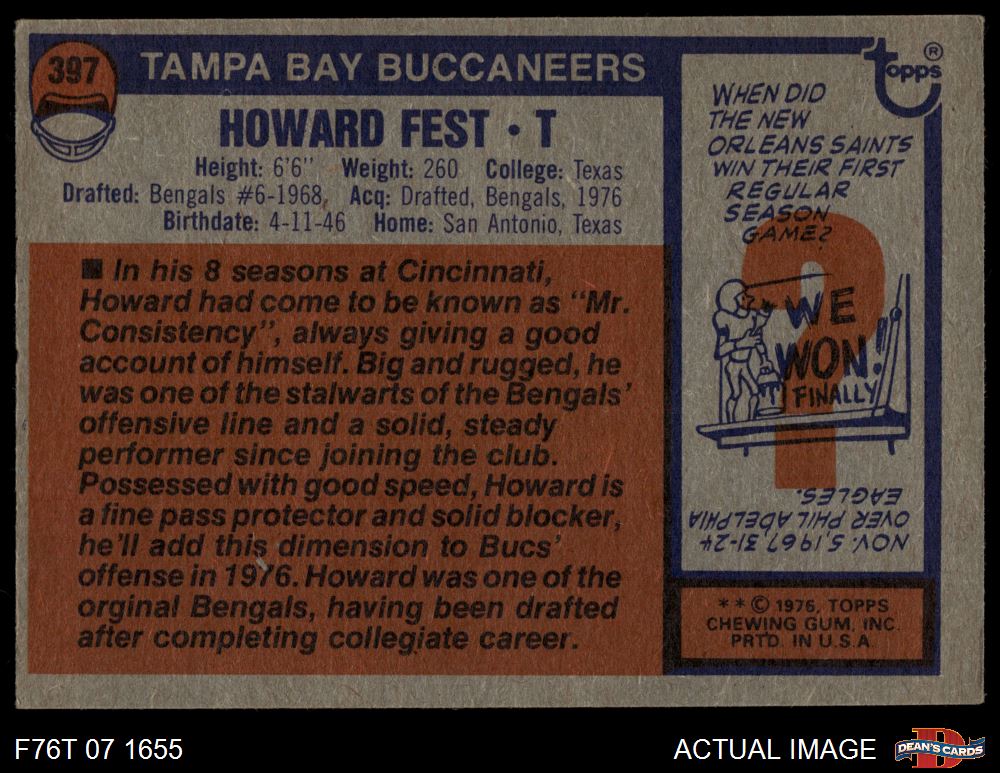 397
TAMPA BAY BUCCANEERS
HOWARD FEST • T
Height: 6'6" Weight: 260 College: Texas
Drafted: Bengals #6-1968, Acq: Drafted, Bengals, 1976
Birthdate: 4-11-46 Home: San Antonio, Texas
■ In his 8 seasons at Cincinnati,
Howard had come to be known as "Mr.
Consistency", always giving a good
account of himself. Big and rugged, he
was one of the stalwarts of the Bengals'
offensive line and a solid, steady
performer since joining the club.
Possessed with good speed, Howard is
a fine pass protector and solid blocker,
he'll add this dimension to Bucs'
offense in 1976. Howard was one of the
orginal Bengals, having been drafted
after completing collegiate career.
Topps®
WHEN DID
THE NEW
ORLEANS SAINTS
WIN THEIR FIRST
REGULAR
SEASON
GAME?
?
WE
WON!
FINALLY
NOV. 5, 1967, 31-24
OVER PHILADELPHIA
EAGLES.
* * © 1976, TOPPS
CHEWING GUM, INC.
PRTD. IN U.S.A.
F76T 07 1655
ACTUAL IMAGE
D
DEAN'S CARDS